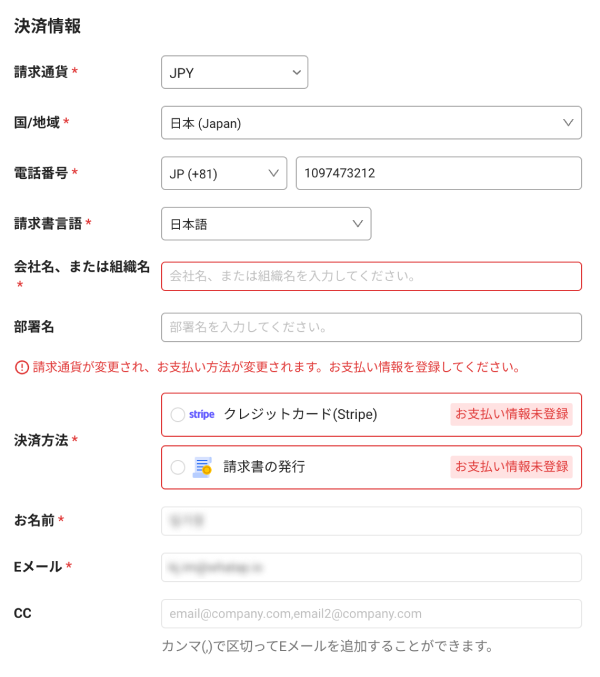 決済情報
請求通貨 *
JPY
国/地域 *
日本 (Japan)
電話番号 *
JP (+81)
1097473212
請求書言語 *
日本語
会社名、または組織名
*
会社名、または組織名を入力してください。
部署名
部署名を入力してください。
請求通貨が変更され、お支払い方法が変更されます。お支払い情報を登録してください。
決済方法 *
stripe クレジットカード(Stripe)
お支払い情報未登録
請求書の発行
お支払い情報未登録
お名前 *
Eメール *
CC
email@company.com,email2@company.com
カンマ(,)で区切ってEメールを追加することができます。